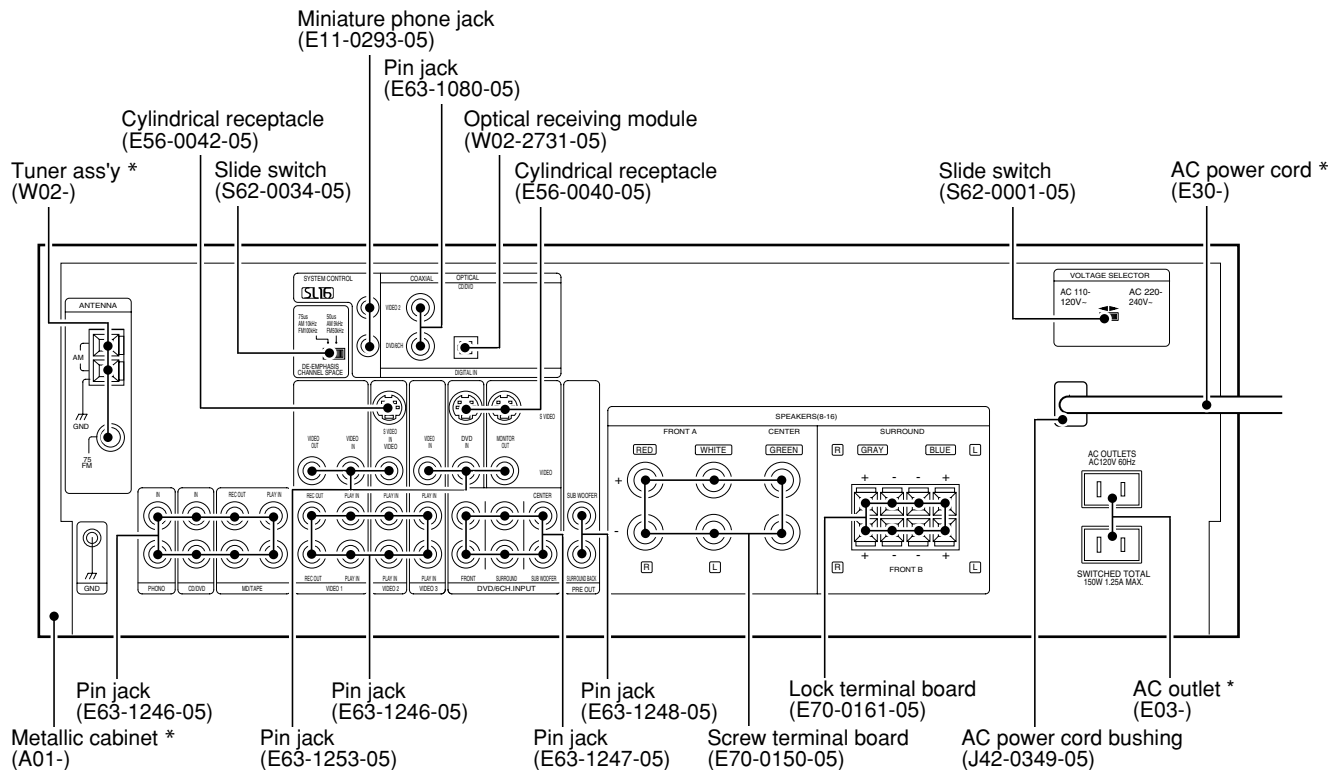 Miniature phone jack
(E11-0293-05)
Pin jack
(E63-1080-05)
Cylindrical receptacle
(E56-0042-05)
Optical receiving module
(W02-2731-05)
Tuner ass'y *
(W02-)
Slide switch
(S62-0034-05)
Cylindrical receptacle
(E56-0040-05)
Slide switch
(S62-0001-05)
AC power cord *
(E30-)
SYSTEM CONTROL
SL16
COAXIAL
OPTICAL
CD/DVD
VIDEO 2
DVD/6CH
DIGITAL IN
75us
AM 10kHz
FM100kHz
50us
AM 9kHz
FM50kHz
DE-EMPHASIS
CHANNEL SPACE
VOLTAGE SELECTOR
AC 110-
120V~
AC 220-
240V~
ANTENNA
AM
GND
75
FM
GND
S VIDEO
VIDEO
OUT
VIDEO
IN
S VIDEO
IN
VIDEO
VIDEO
IN
DVD
IN
MONITOR
OUT
VIDEO
IN
IN
REC OUT
PLAY IN
REC OUT
PLAY IN
PLAY IN
PLAY IN
CENTER
SUB WOOFER
REC OUT
PLAY IN
PLAY IN
PLAY IN
FRONT
SURROUND
SUB WOOFER
SURROUND BACK
PHONO
CD/DVD
MD/TAPE
VIDEO 1
VIDEO 2
VIDEO 3
DVD/6CH.INPUT
PRE OUT
SPEAKERS(8-16)
FRONT A
CENTER
SURROUND
RED
WHITE
GREEN
R
GRAY
BLUE
L
+
-
+ - - +
+ - - +
R
L
R
FRONT B
L
AC OUTLETS
AC120V 60Hz
SWITCHED TOTAL
150W 1.25A MAX.
Pin jack
(E63-1246-05)
Pin jack
(E63-1246-05)
Pin jack
(E63-1248-05)
Lock terminal board
(E70-0161-05)
AC outlet *
(E03-)
Metallic cabinet *
(A01-)
Pin jack
(E63-1253-05)
Pin jack
(E63-1247-05)
Screw terminal board
(E70-0150-05)
AC power cord bushing
(J42-0349-05)